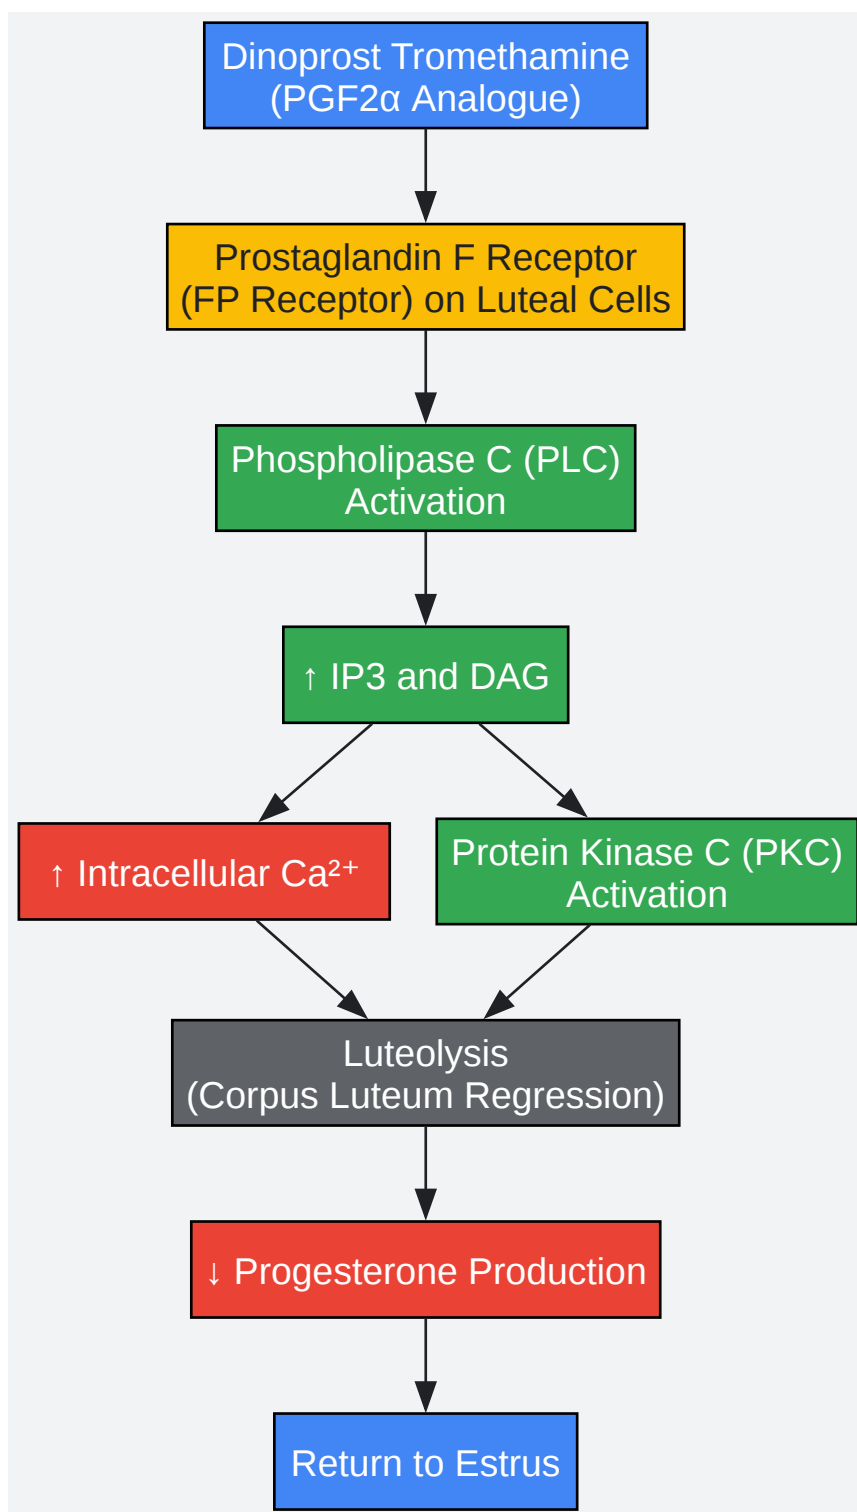 Dinoprost Tromethamine
(PGF2α Analogue)
Prostaglandin F Receptor
(FP Receptor) on Luteal Cells
Phospholipase C (PLC)
Activation
↑ IP3 and DAG
↑ Intracellular Ca²⁺
Protein Kinase C (PKC)
Activation
Luteolysis
(Corpus Luteum Regression)
↓ Progesterone Production
Return to Estrus